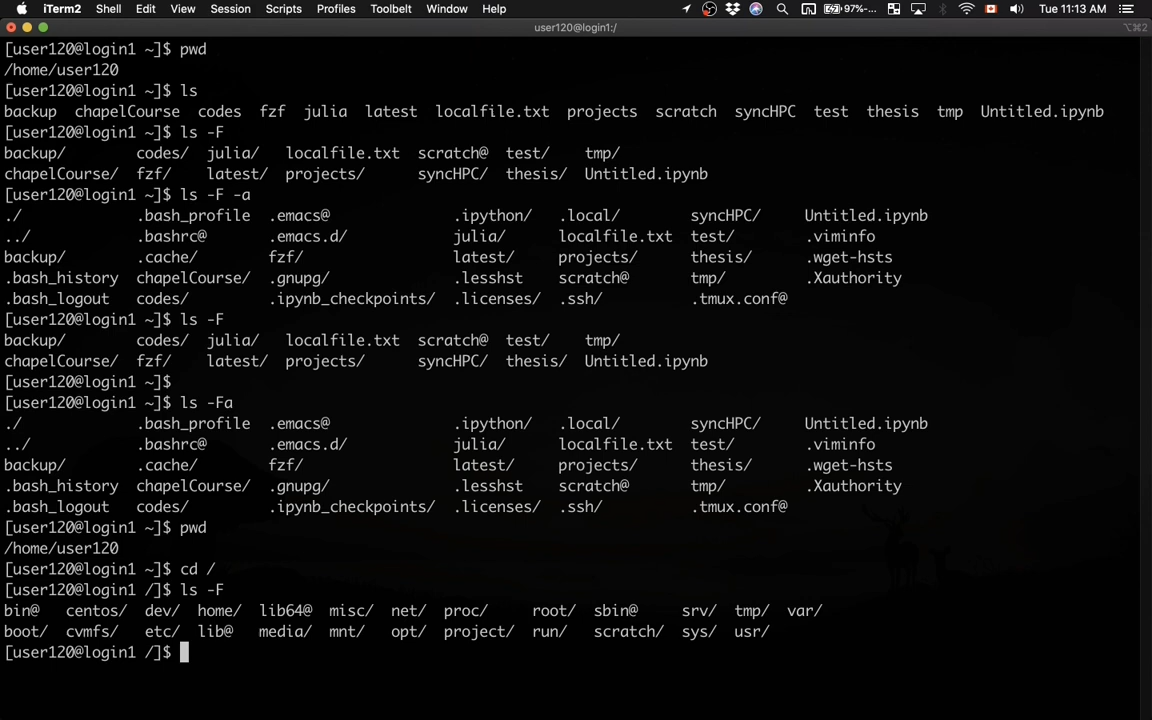 iTerm2 Shell Edit View Session Scripts Profiles Toolbelt Window Help 97%-... Tue 11:13 AM
user120@login1:/ ⌥⌘2
[user120@login1 ~]$ pwd
/home/user120
[user120@login1 ~]$ ls
backup chapelCourse codes fzf julia latest localfile.txt projects scratch syncHPC test thesis tmp Untitled.ipynb
[user120@login1 ~]$ ls -F
backup/ codes/ julia/ localfile.txt scratch@ test/ tmp/
chapelCourse/ fzf/ latest/ projects/ syncHPC/ thesis/ Untitled.ipynb
[user120@login1 ~]$ ls -F -a
./ .bash_profile .emacs@ .ipython/ .local/ syncHPC/ Untitled.ipynb
../ .bashrc@ .emacs.d/ julia/ localfile.txt test/ .viminfo
backup/ .cache/ fzf/ latest/ projects/ thesis/ .wget-hsts
.bash_history chapelCourse/ .gnupg/ .lesshst scratch@ tmp/ .Xauthority
.bash_logout codes/ .ipynb_checkpoints/ .licenses/ .ssh/ .tmux.conf@
[user120@login1 ~]$ ls -F
backup/ codes/ julia/ localfile.txt scratch@ test/ tmp/
chapelCourse/ fzf/ latest/ projects/ syncHPC/ thesis/ Untitled.ipynb
[user120@login1 ~]$
[user120@login1 ~]$ ls -Fa
./ .bash_profile .emacs@ .ipython/ .local/ syncHPC/ Untitled.ipynb
../ .bashrc@ .emacs.d/ julia/ localfile.txt test/ .viminfo
backup/ .cache/ fzf/ latest/ projects/ thesis/ .wget-hsts
.bash_history chapelCourse/ .gnupg/ .lesshst scratch@ tmp/ .Xauthority
.bash_logout codes/ .ipynb_checkpoints/ .licenses/ .ssh/ .tmux.conf@
[user120@login1 ~]$ pwd
/home/user120
[user120@login1 ~]$ cd /
[user120@login1 /]$ ls -F
bin@ centos/ dev/ home/ lib64@ misc/ net/ proc/ root/ sbin@ srv/ tmp/ var/
boot/ cvmfs/ etc/ lib@ media/ mnt/ opt/ project/ run/ scratch/ sys/ usr/
[user120@login1 /]$